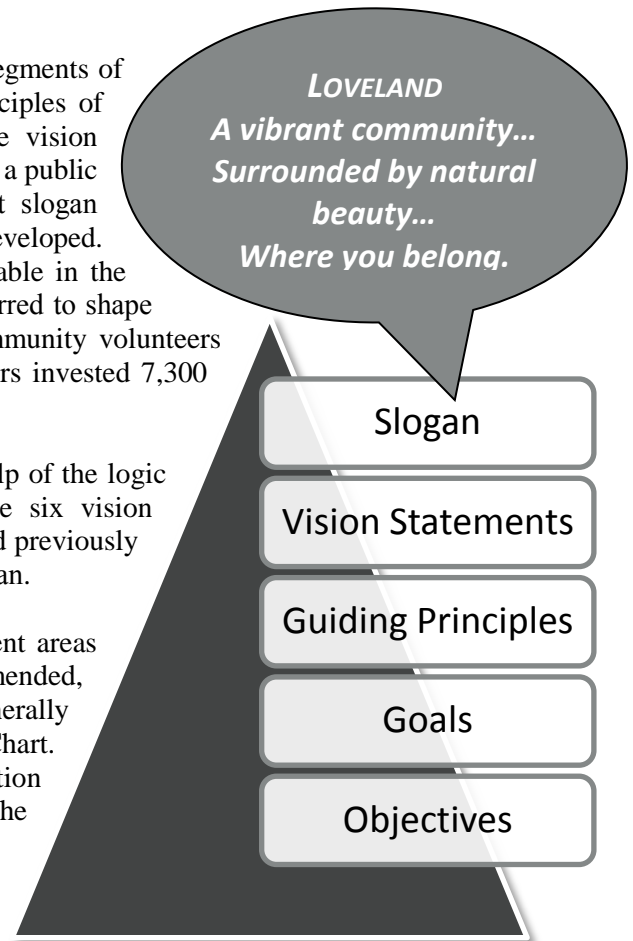 egments of
ciples of
e vision
a public
t slogan
eveloped.
able in the
rred to shape
mmunity volunteers
rs invested 7,300
lp of the logic
e six vision
d previously
an.
ent areas
mended,
nerally
Chart.
tion
he
LOVELAND
A vibrant community…
Surrounded by natural
beauty…
Where you belong.
Slogan
Vision Statements
Guiding Principles
Goals
Objectives